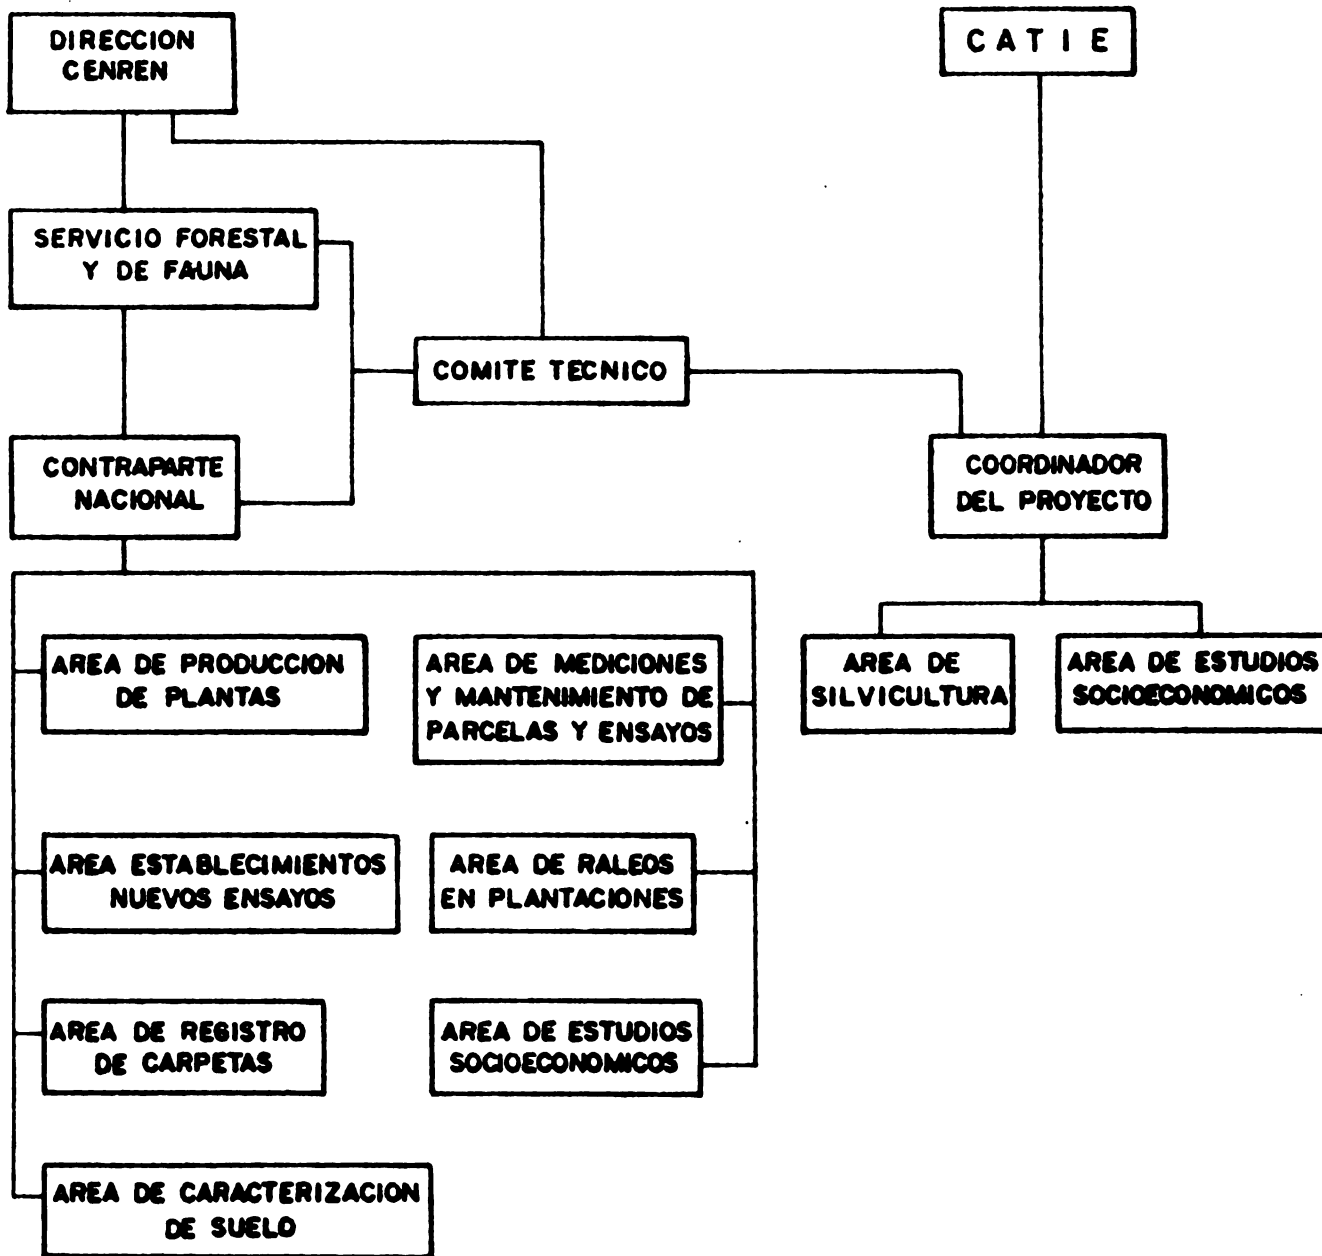 DIRECCION
CENREN
C A T I E
SERVICIO FORESTAL
Y DE FAUNA
COMITE TECNICO
CONTRAPARTE
NACIONAL
COORDINADOR
DEL PROYECTO
AREA DE PRODUCCION
DE PLANTAS
AREA DE MEDICIONES
Y MANTENIMIENTO DE
PARCELAS Y ENSAYOS
AREA DE
SILVICULTURA
AREA DE ESTUDIOS
SOCIOECONOMICOS
AREA ESTABLECIMIENTOS
NUEVOS ENSAYOS
AREA DE RALEOS
EN PLANTACIONES
AREA DE REGISTRO
DE CARPETAS
AREA DE ESTUDIOS
SOCIOECONOMICOS
AREA DE CARACTERIZACION
DE SUELO